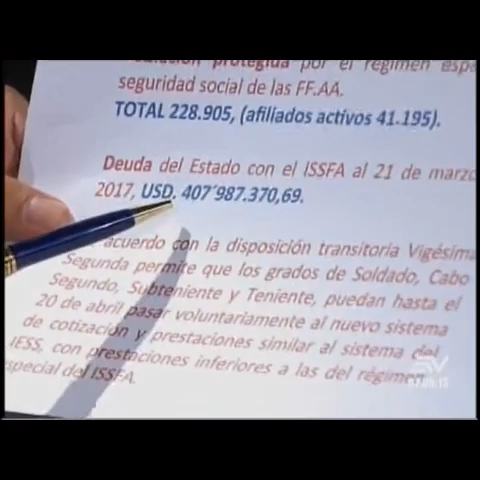 protegida por el régimen
seguridad social de las FF.AA.
TOTAL 228.905, (afiliados activos 41.195).
Deuda del Estado con el ISSFA al 21 de marzo
2017, USD. 407´987.370,69.
acuerdo con la disposición transitoria Vigésima
Segunda permite que los grados de Soldado, Cabo
Segundo, Subteniente y Teniente, puedan hasta el
20 de abril pasar voluntariamente al nuevo sistema
de cotización y prestaciones similar al sistema del
IESS, con prestaciones inferiores a las del régimen
especial del ISSFA.